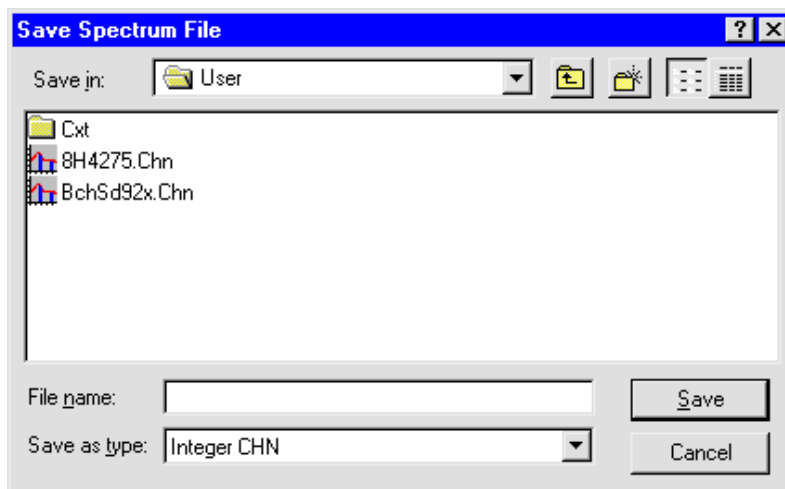 Save Spectrum File
Save in: User
Cxt
8H4275.Chn
BchSd92x.Chn
File name: Save
Save as type: Integer CHN Cancel